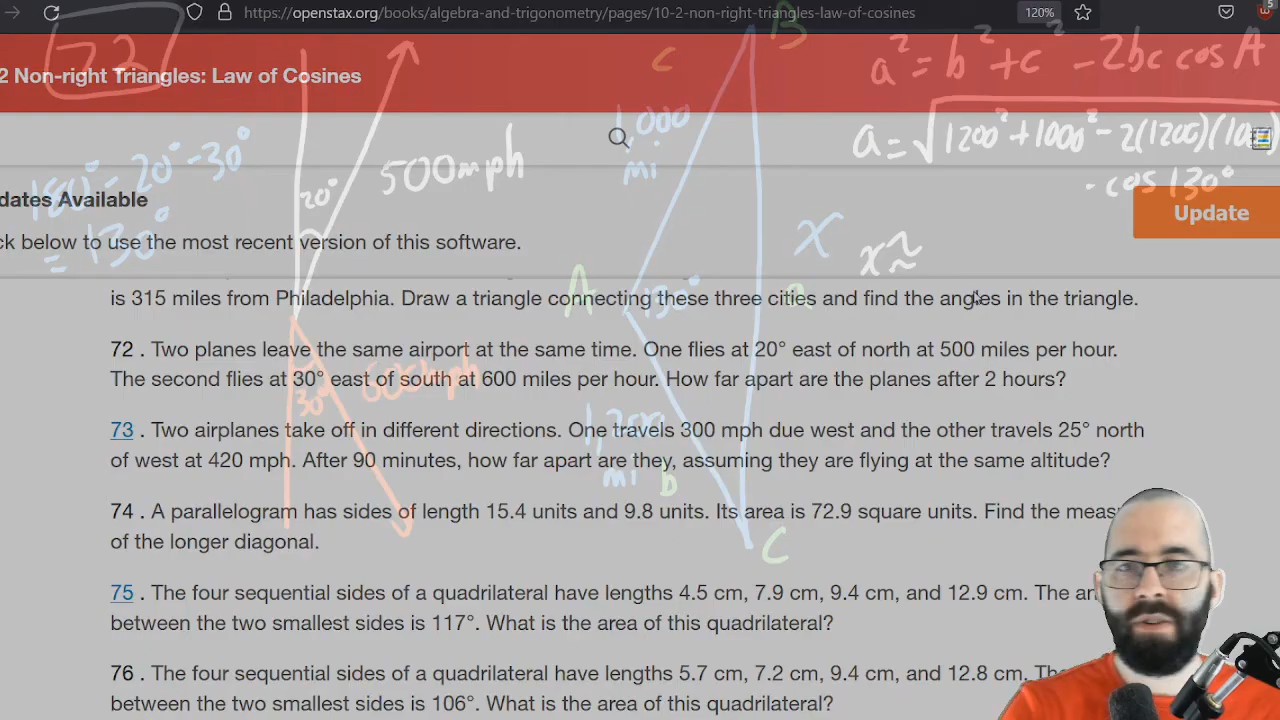 https://openstax.org/books/algebra-and-trigonometry/pages/10-2-non-right-triangles-law-of-cosines
120%
5
72
2 Non-right Triangles: Law of Cosines
B
c
a² = b² + c² - 2bc cos A
1,000
mi
a = √1200² + 1000² - 2(1200)(10
· cos 130°
180° - 20° - 30°
= 130°
20°
500mph
dates Available
ck below to use the most recent version of this software.
Update
x
x ≈
A
130°
a
is 315 miles from Philadelphia. Draw a triangle connecting these three cities and find the angles in the triangle.
72 . Two planes leave the same airport at the same time. One flies at 20° east of north at 500 miles per hour.
The second flies at 30° east of south at 600 miles per hour. How far apart are the planes after 2 hours?
30°
600mph
1,200
mi
b
C
73 . Two airplanes take off in different directions. One travels 300 mph due west and the other travels 25° north
of west at 420 mph. After 90 minutes, how far apart are they, assuming they are flying at the same altitude?
74 . A parallelogram has sides of length 15.4 units and 9.8 units. Its area is 72.9 square units. Find the meas
of the longer diagonal.
75 . The four sequential sides of a quadrilateral have lengths 4.5 cm, 7.9 cm, 9.4 cm, and 12.9 cm. The an
between the two smallest sides is 117°. What is the area of this quadrilateral?
76 . The four sequential sides of a quadrilateral have lengths 5.7 cm, 7.2 cm, 9.4 cm, and 12.8 cm. The
between the two smallest sides is 106°. What is the area of this quadrilateral?